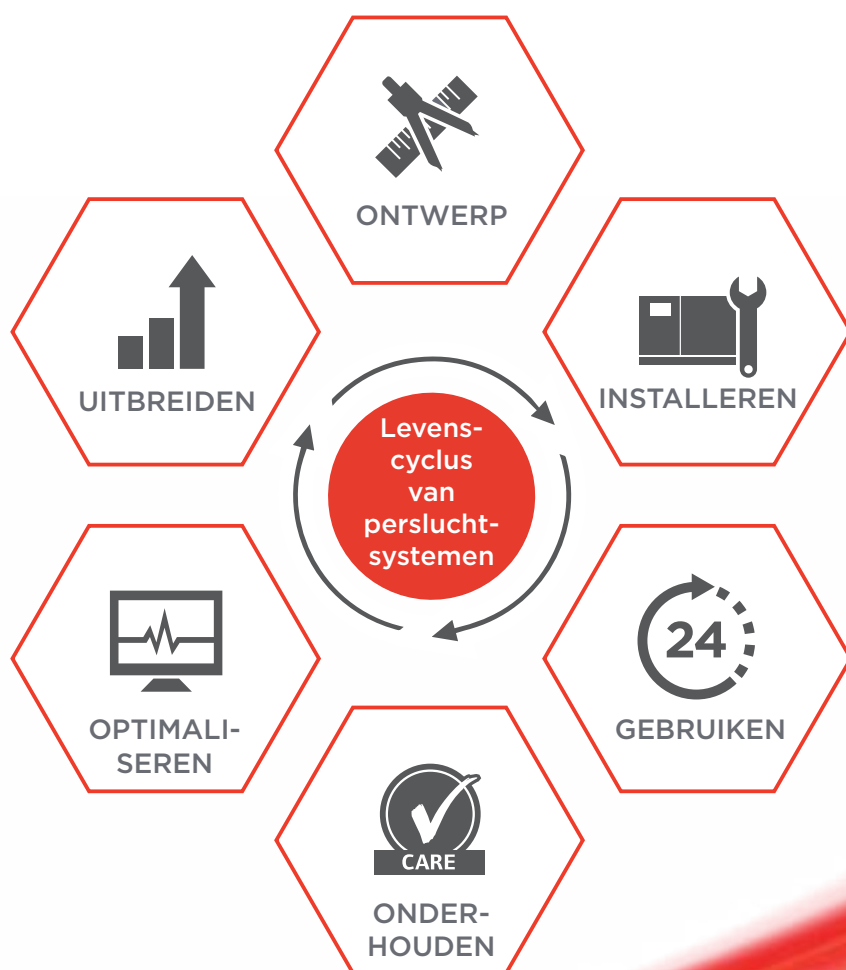 ONTWERP
INSTALLEREN
24
GEBRUIKEN
CARE
ONDER-
HOUDEN
OPTIMALI-
SEREN
UITBREIDEN
Levens-
cyclus
van
perslucht-
systemen